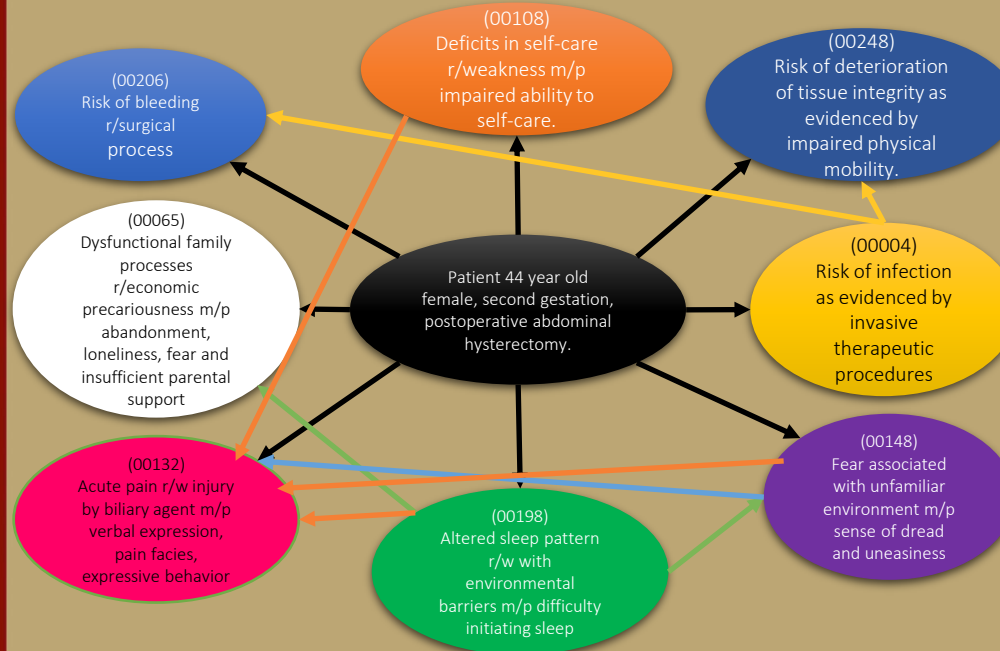 (00108)
Deficits in self-care
r/weakness m/p
impaired ability to
self-care.
(00206)
Risk of bleeding
r/surgical
process
(00248)
Risk of deterioration
of tissue integrity as
evidenced by
impaired physical
mobility.
(00065)
Dysfunctional family
processes
r/economic
precariousness m/p
abandonment,
loneliness, fear and
insufficient parental
support
Patient 44 year old
female, second gestation,
postoperative abdominal
hysterectomy.
(00004)
Risk of infection
as evidenced by
invasive
therapeutic
procedures
(00132)
Acute pain r/w injury
by biliary agent m/p
verbal expression,
pain facies,
expressive behavior
(00198)
Altered sleep pattern
r/w with
environmental
barriers m/p difficulty
initiating sleep
(00148)
Fear associated
with unfamiliar
environment m/p
sense of dread
and uneasiness